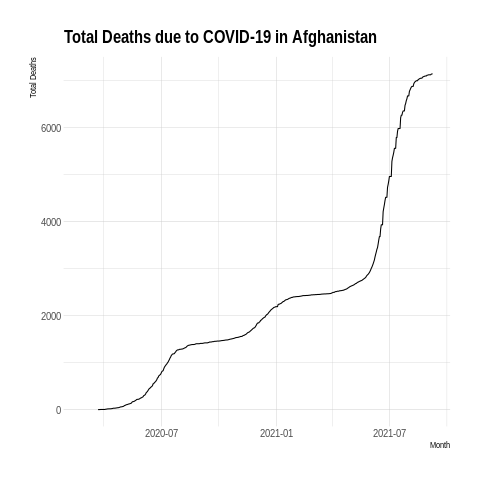 Total Deaths due to COVID-19 in Afghanistan
Total Deaths
6000
4000
2000
0
2020-07 2021-01 2021-07
Month